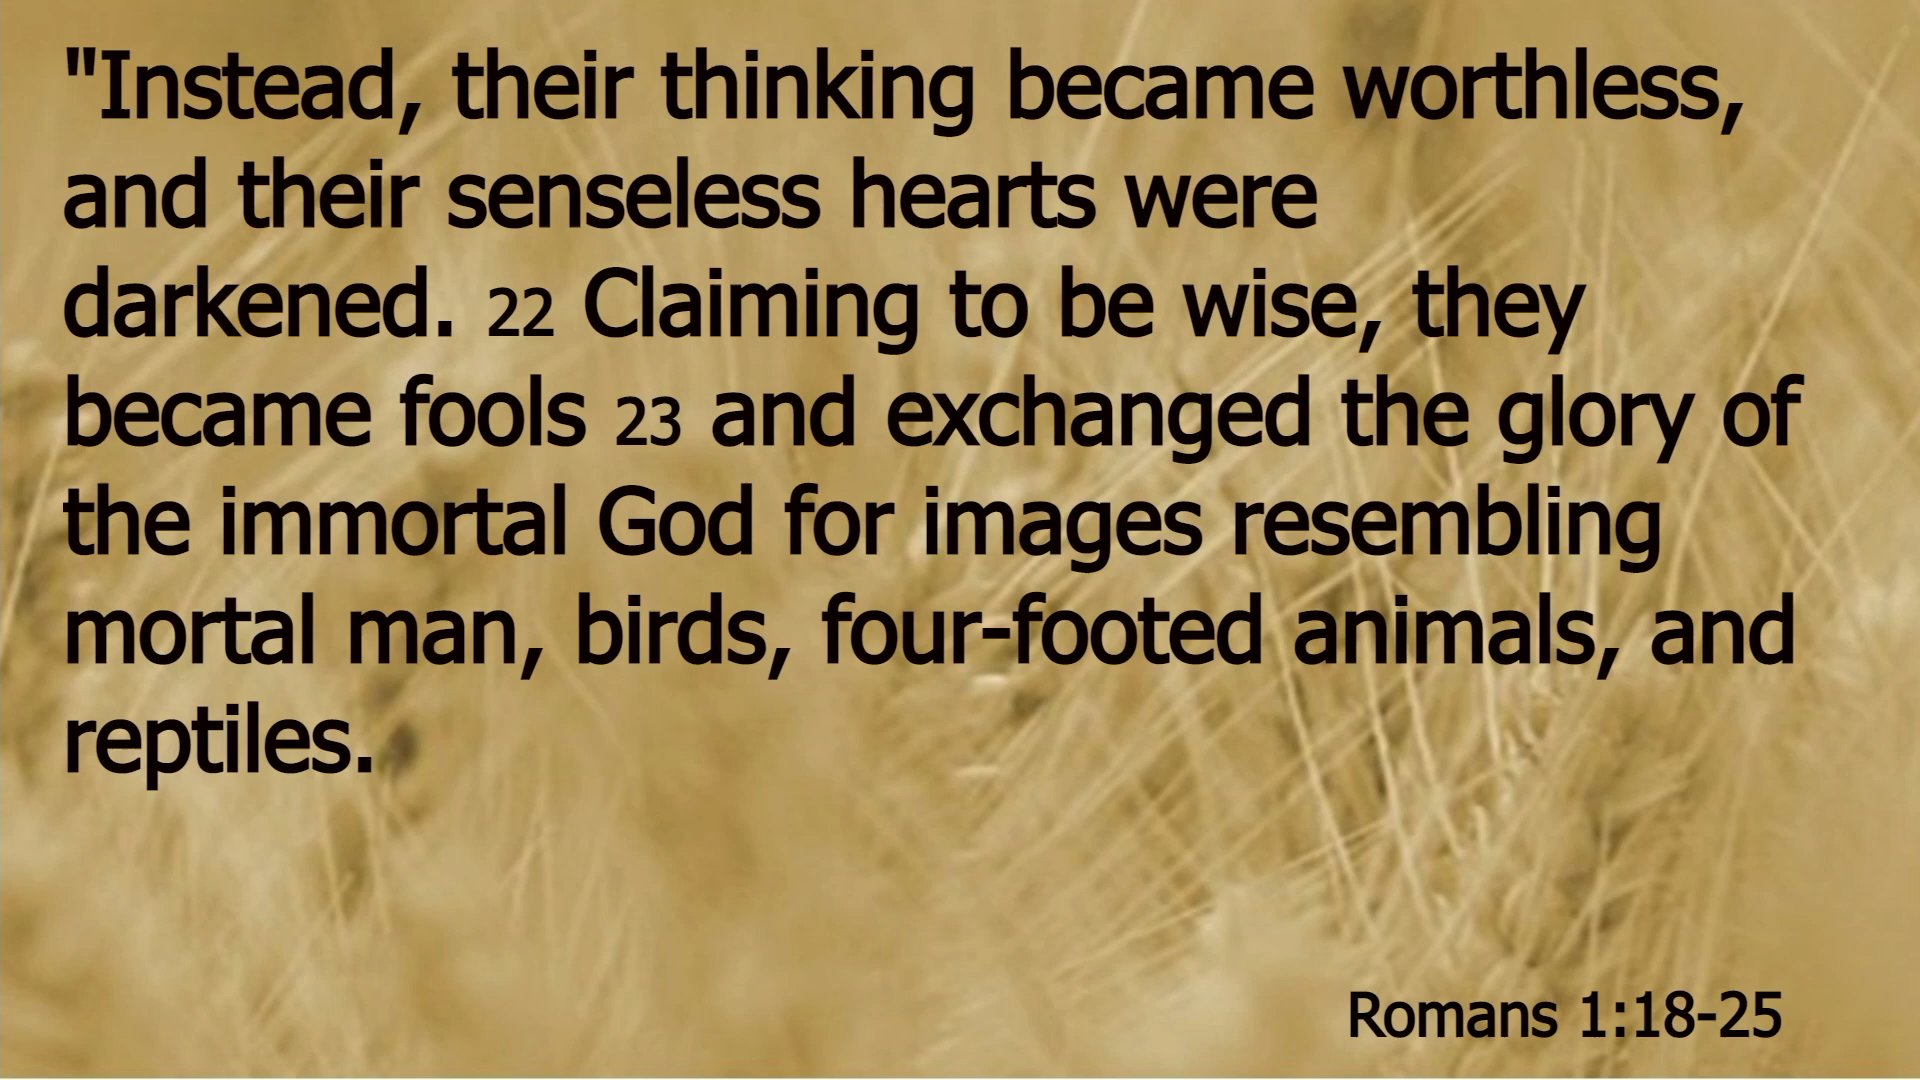 "Instead, their thinking became worthless,
and their senseless hearts were
darkened. 22 Claiming to be wise, they
became fools 23 and exchanged the glory of
the immortal God for images resembling
mortal man, birds, four-footed animals, and
reptiles.
Romans 1:18-25